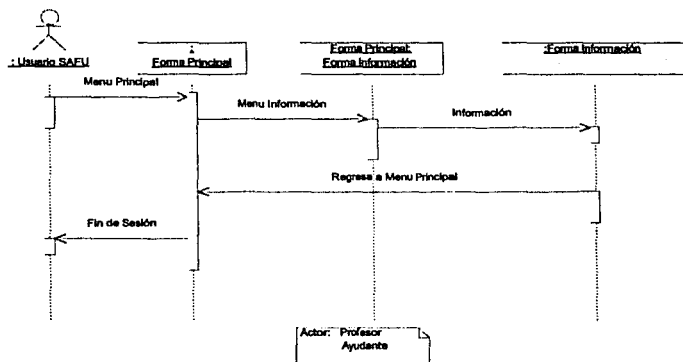 : Usuario SAFU
:
Forma Principal
Forma Principal:
Forma Información
:Forma Información
Menu Principal
Menu Información
Información
Regresa a Menu Principal
Fin de Sesión
Actor: Profesor
Ayudante